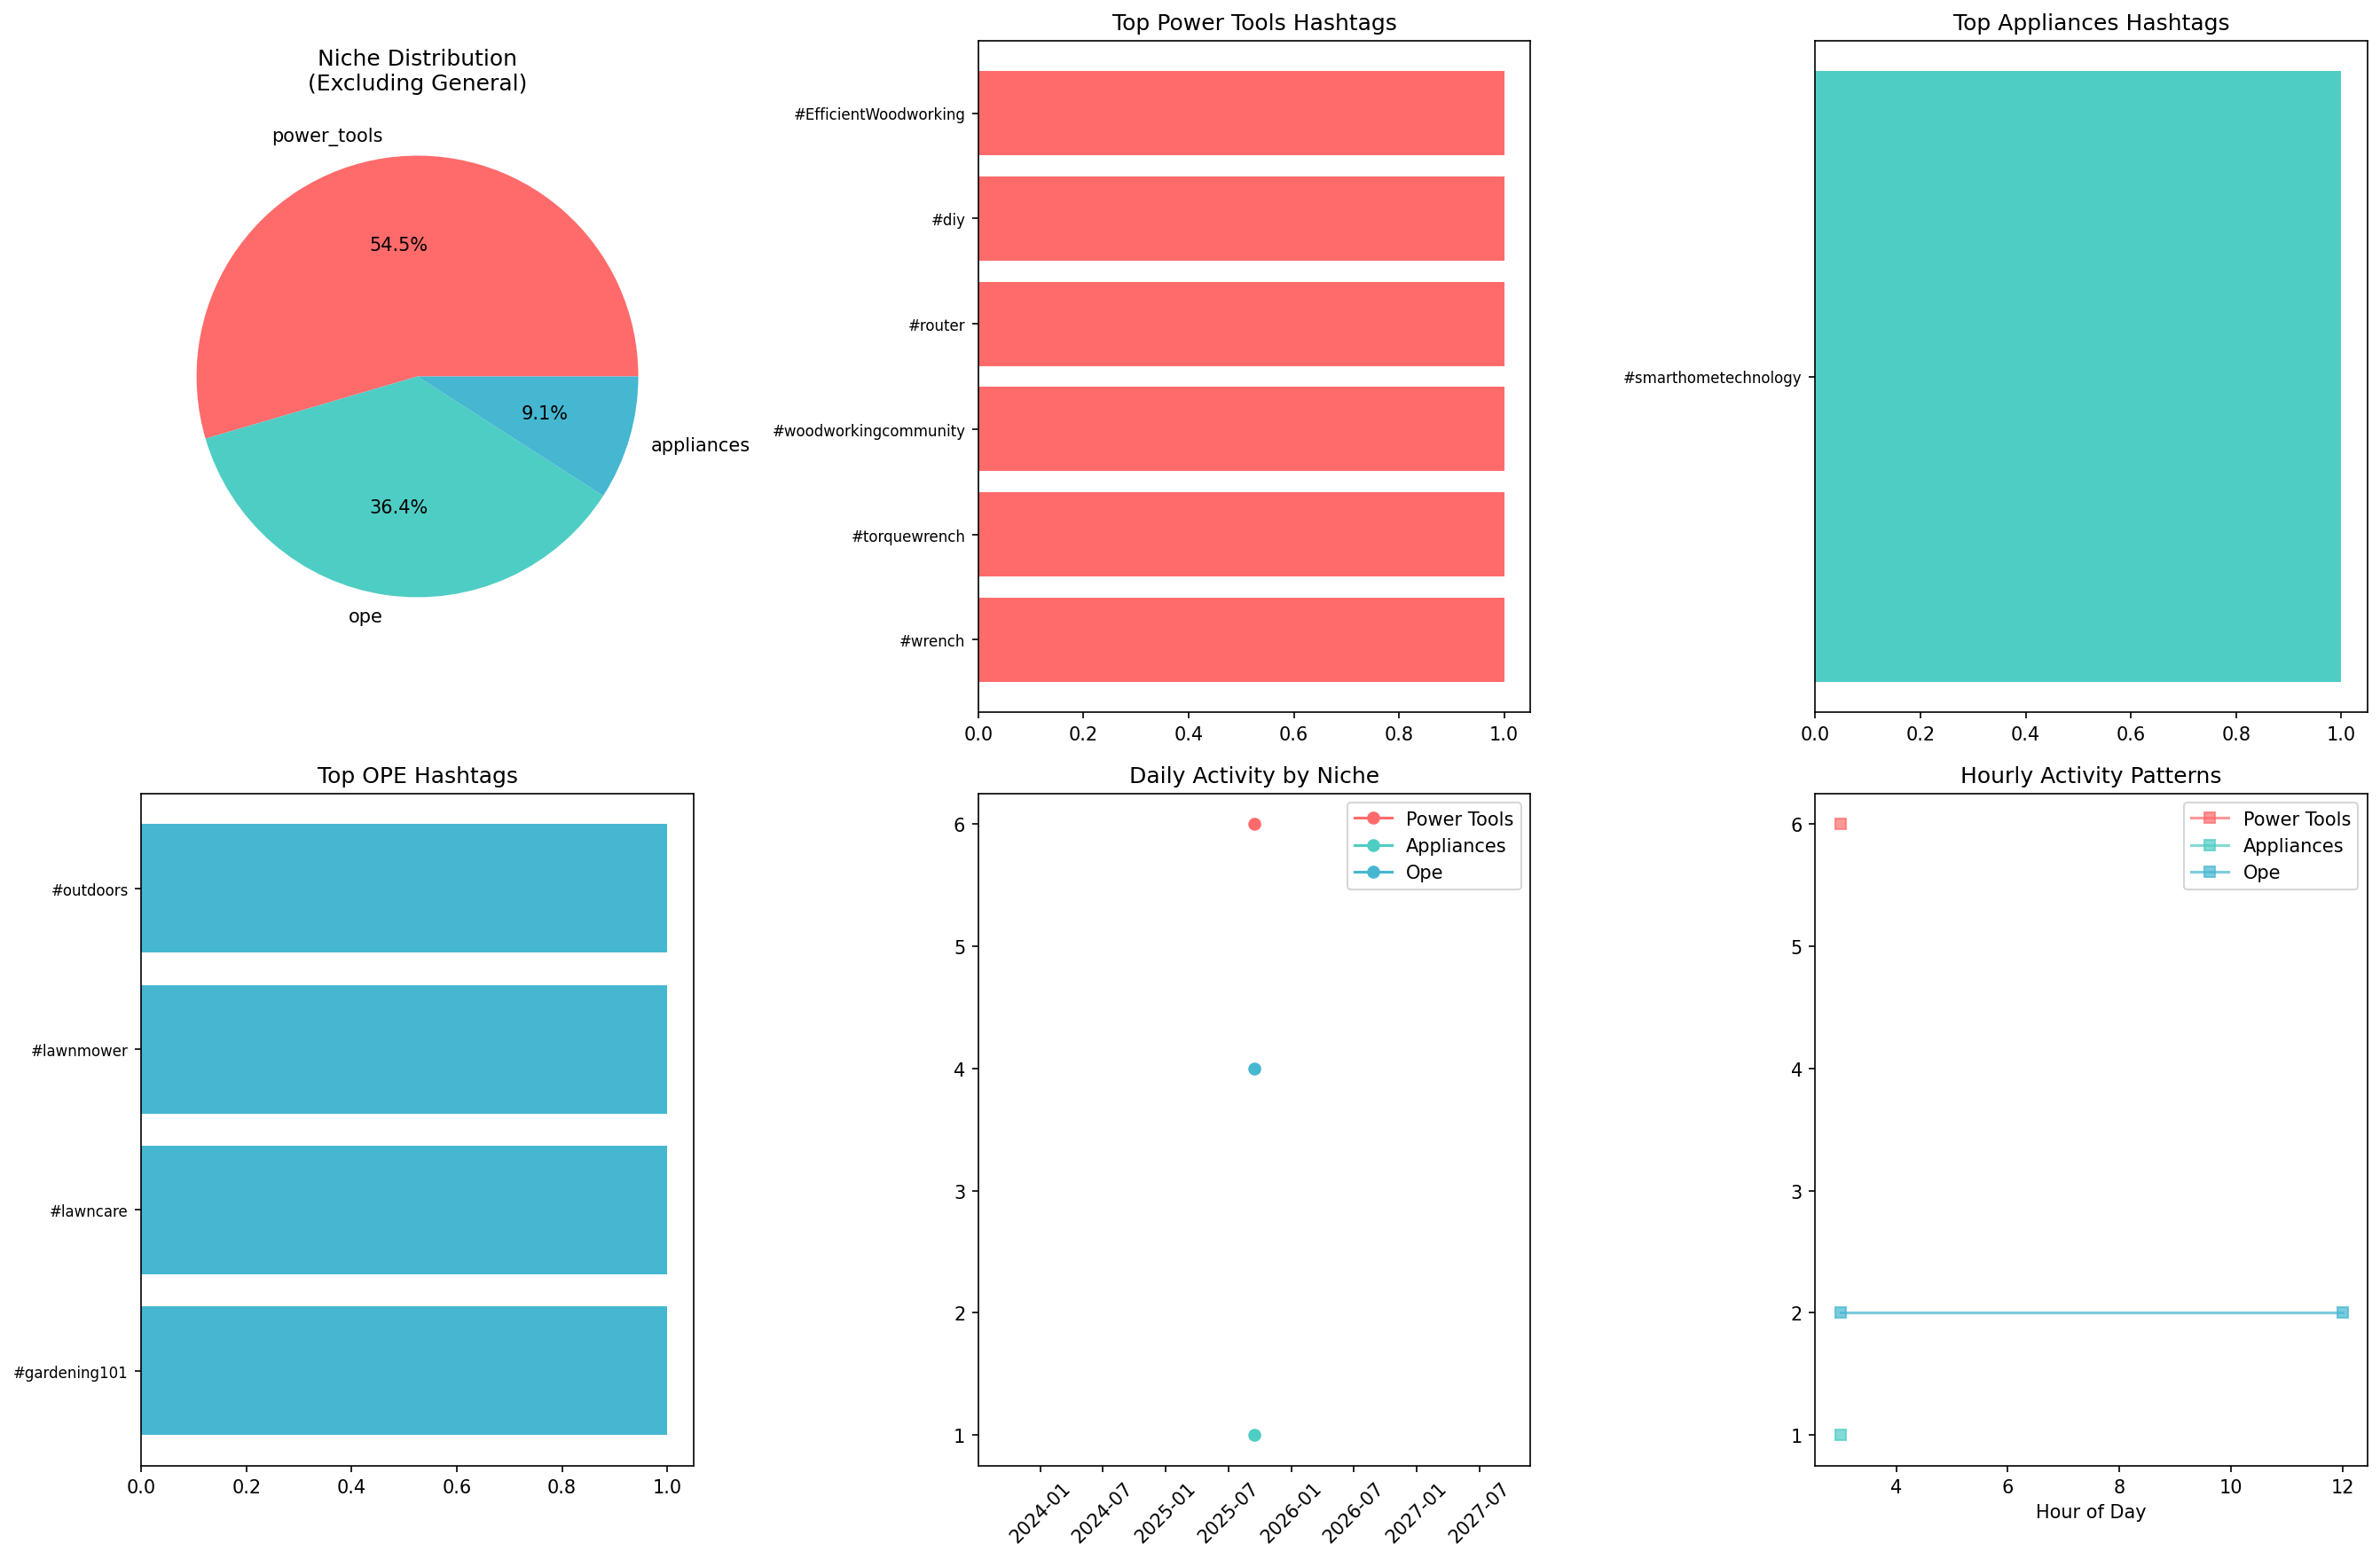 Niche Distribution
(Excluding General)
power_tools
54.5%
9.1%
appliances
36.4%
ope
Top Power Tools Hashtags
#EfficientWoodworking
#diy
#router
#woodworkingcommunity
#torquewrench
#wrench
0.0 0.2 0.4 0.6 0.8 1.0
Top Appliances Hashtags
#smarthometechnology
0.0 0.2 0.4 0.6 0.8 1.0
Top OPE Hashtags
#outdoors
#lawnmower
#lawncare
#gardening101
0.0 0.2 0.4 0.6 0.8 1.0
Daily Activity by Niche
Power Tools
Appliances
Ope
6
5
4
3
2
1
2024-01 2024-07 2025-01 2025-07 2026-01 2026-07 2027-01 2027-07
Hourly Activity Patterns
Power Tools
Appliances
Ope
6
5
4
3
2
1
4 6 8 10 12
Hour of Day